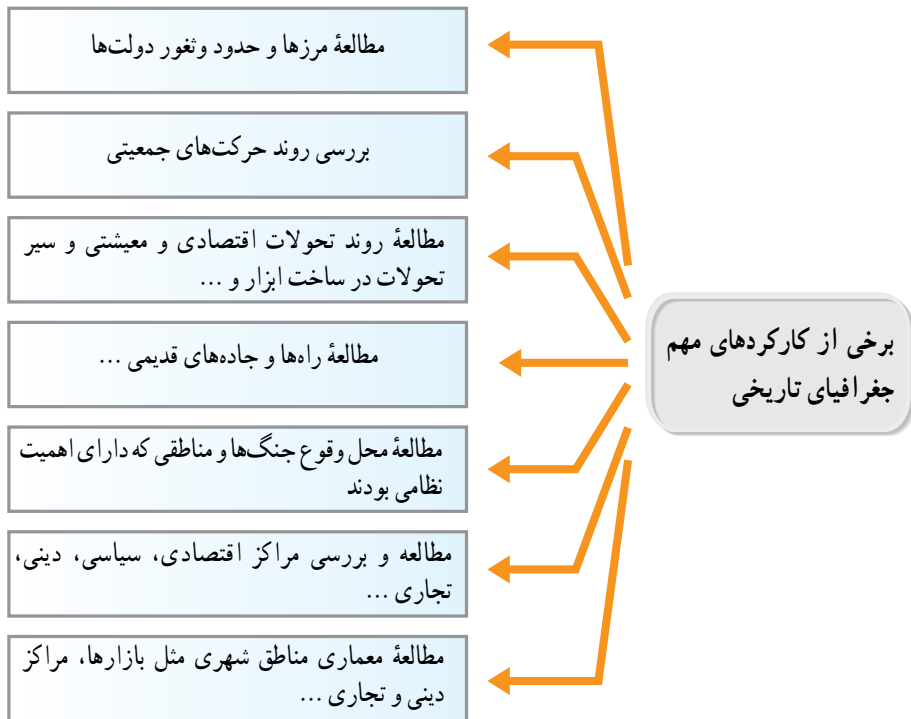 برخی از کارکردهای مهم
جغرافیای تاریخی
مطالعهٔ مرزها و حدود وثغور دولت‌ها
بررسی روند حرکت‌های جمعیتی
مطالعهٔ روند تحولات اقتصادی و معیشتی و سیر
تحولات در ساخت ابزار و ...
مطالعهٔ راه‌ها و جاده‌های قدیمی ...
مطالعهٔ محل وقوع جنگ‌ها و مناطقی که دارای اهمیت
نظامی بودند
مطالعه و بررسی مراکز اقتصادی، سیاسی، دینی،
تجاری ...
مطالعهٔ معماری مناطق شهری مثل بازارها، مراکز
دینی و تجاری ...